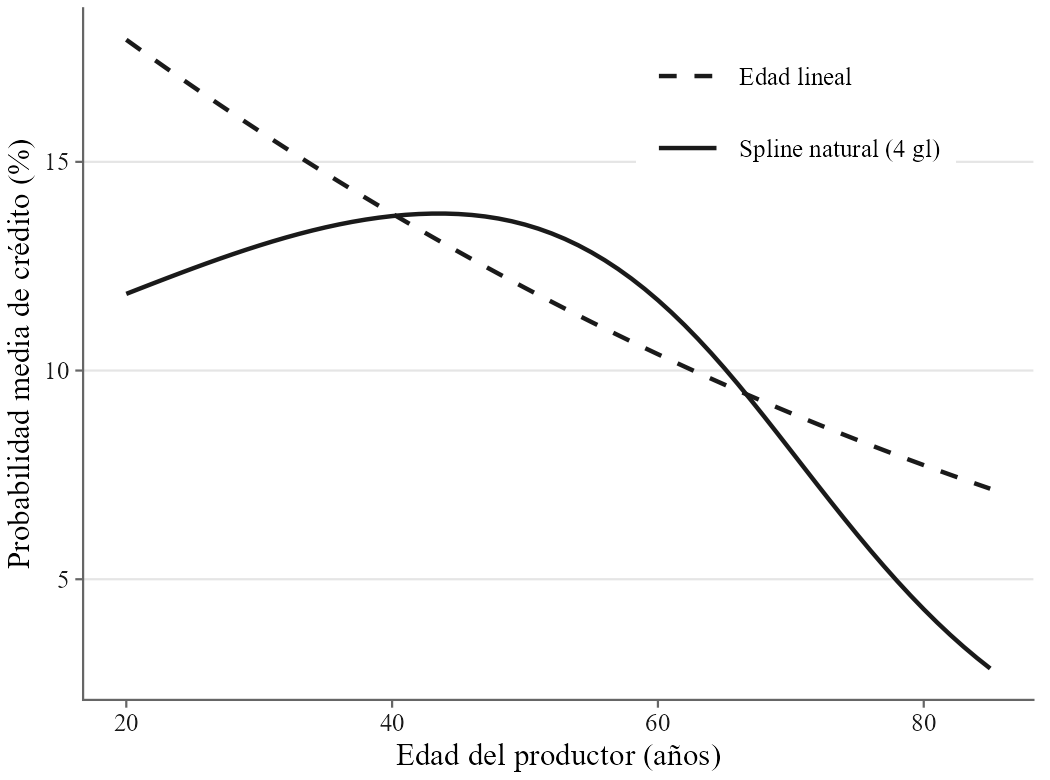 Probabilidad media de crédito (%)
15
10
5
Edad lineal
Spline natural (4 gl)
20
40
60
80
Edad del productor (años)